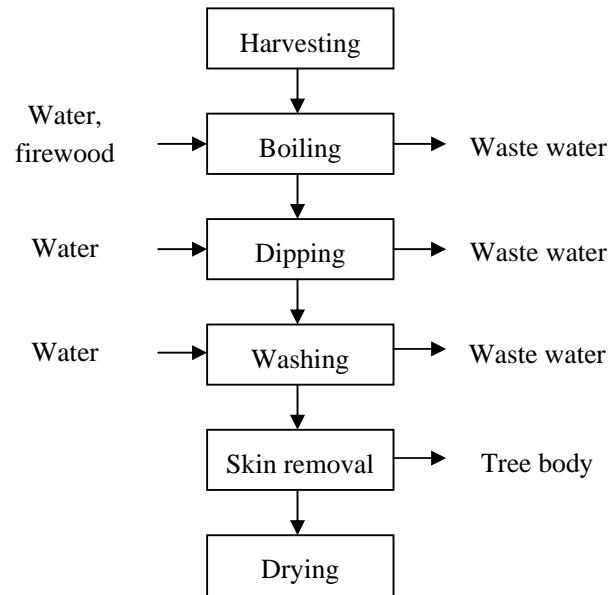 Harvesting
Water,
firewood
Boiling
Waste water
Water
Dipping
Waste water
Water
Washing
Waste water
Skin removal
Tree body
Drying